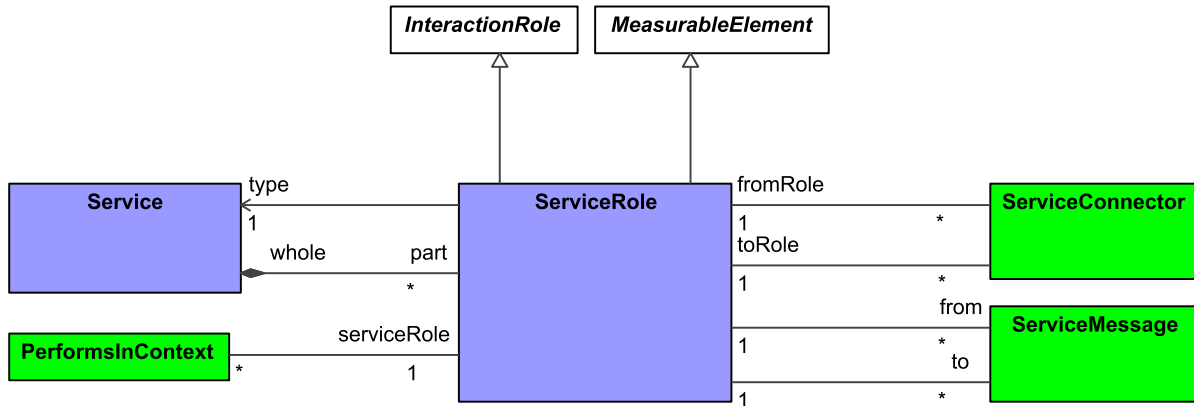 InteractionRole
MeasurableElement
type
fromRole
Service
ServiceRole
ServiceConnector
1
1
*
whole
part
toRole
*
1
*
from
ServiceMessage
serviceRole
1
*
PerformsInContext
*
1
to
1
*